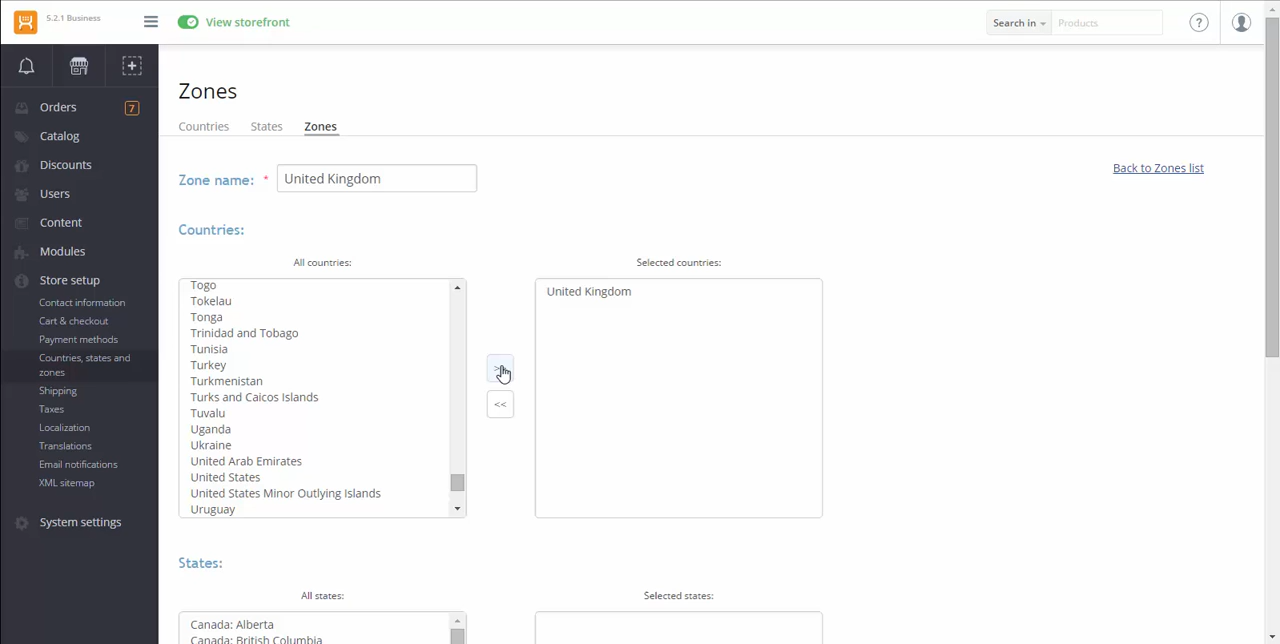 5.2.1 Business
View storefront
Search in
Products
?
Orders
7
Catalog
Discounts
Users
Content
Modules
Store setup
Contact information
Cart & checkout
Payment methods
Countries, states and
zones
Shipping
Taxes
Localization
Translations
Email notifications
XML sitemap
System settings
Zones
Countries
States
Zones
Zone name: *
United Kingdom
Back to Zones list
Countries:
All countries:
Selected countries:
Togo
Tokelau
Tonga
Trinidad and Tobago
Tunisia
Turkey
Turkmenistan
Turks and Caicos Islands
Tuvalu
Uganda
Ukraine
United Arab Emirates
United States
United States Minor Outlying Islands
Uruguay
<<
United Kingdom
States:
All states:
Selected states:
Canada: Alberta
Canada: British Columbia